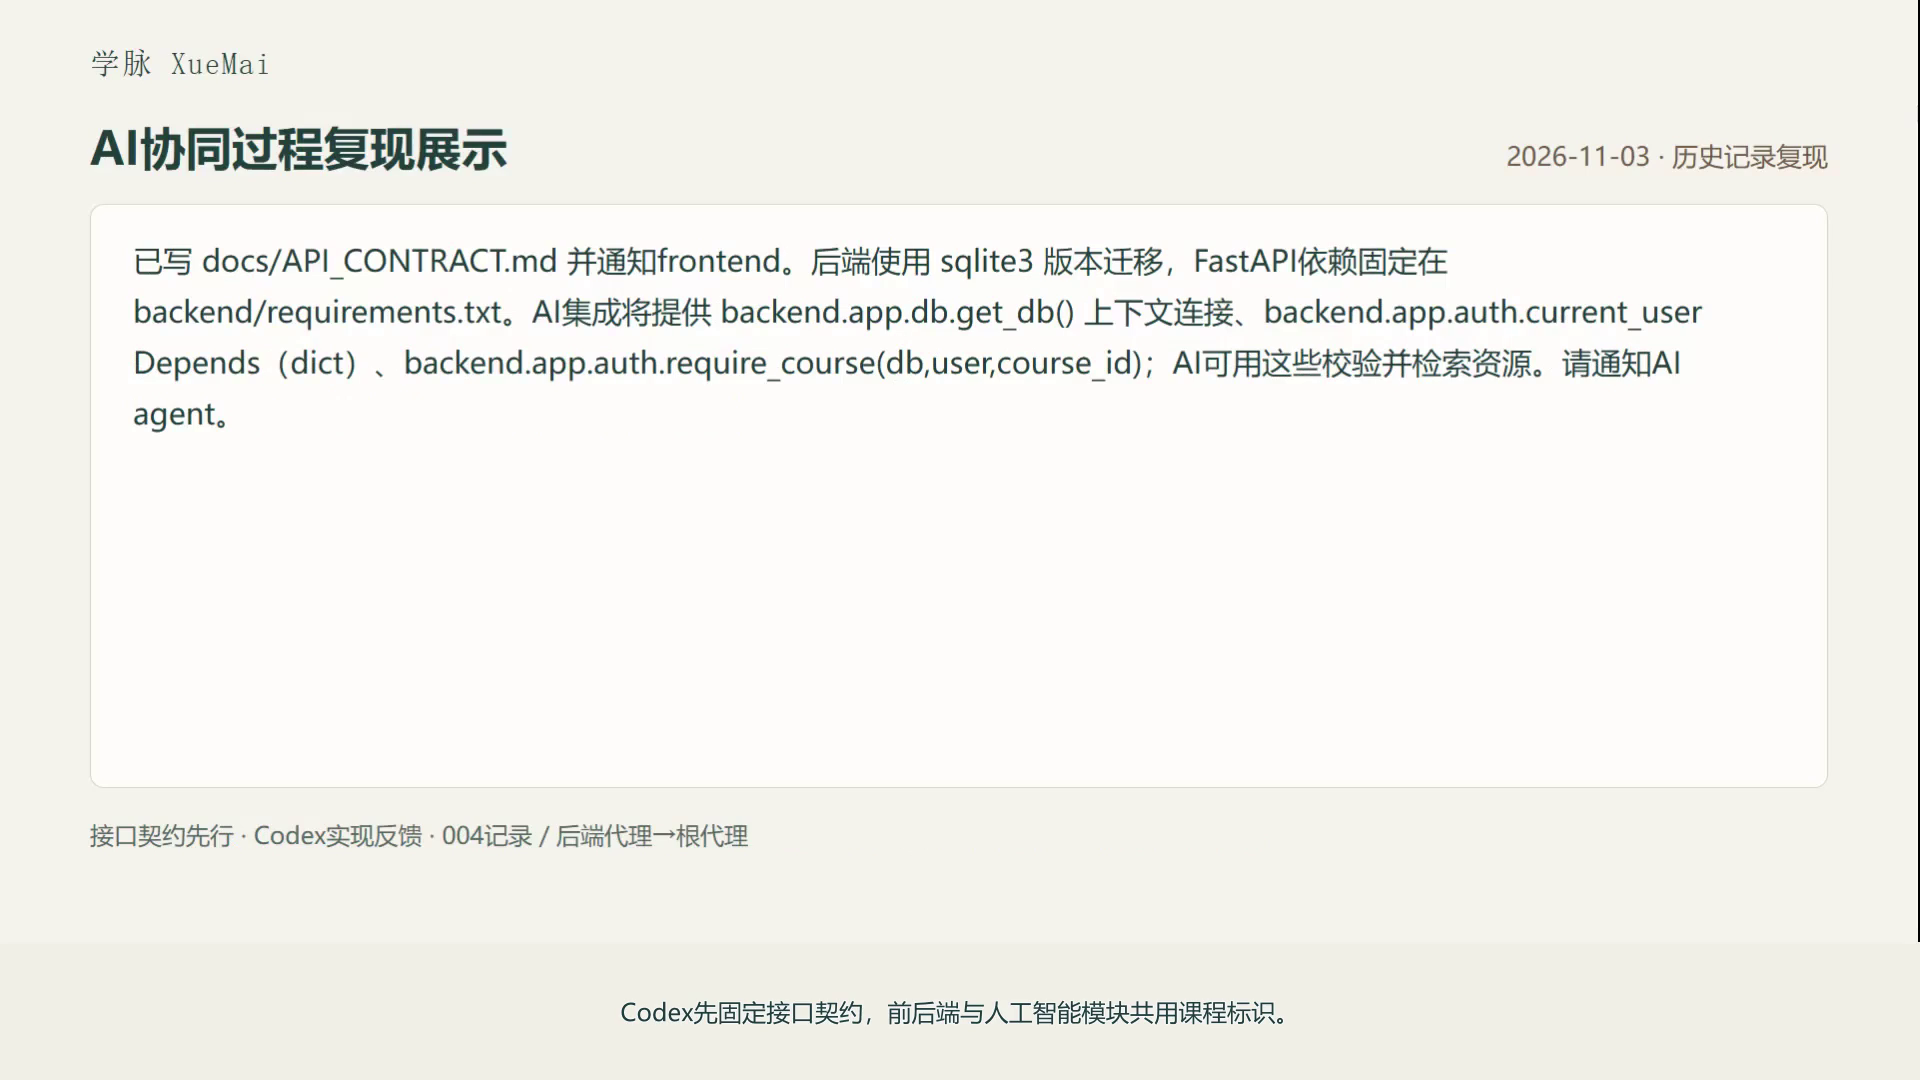 学脉 XueMai
AI协同过程复现展示
2026-11-03 · 历史记录复现
已写 docs/API_CONTRACT.md 并通知frontend。后端使用 sqlite3 版本迁移，FastAPI依赖固定在
backend/requirements.txt。AI集成将提供 backend.app.db.get_db() 上下文连接、backend.app.auth.current_user
Depends（dict）、backend.app.auth.require_course(db,user,course_id)；AI可用这些校验并检索资源。请通知AI
agent。
接口契约先行 · Codex实现反馈 · 004记录 / 后端代理→根代理
Codex先固定接口契约，前后端与人工智能模块共用课程标识。